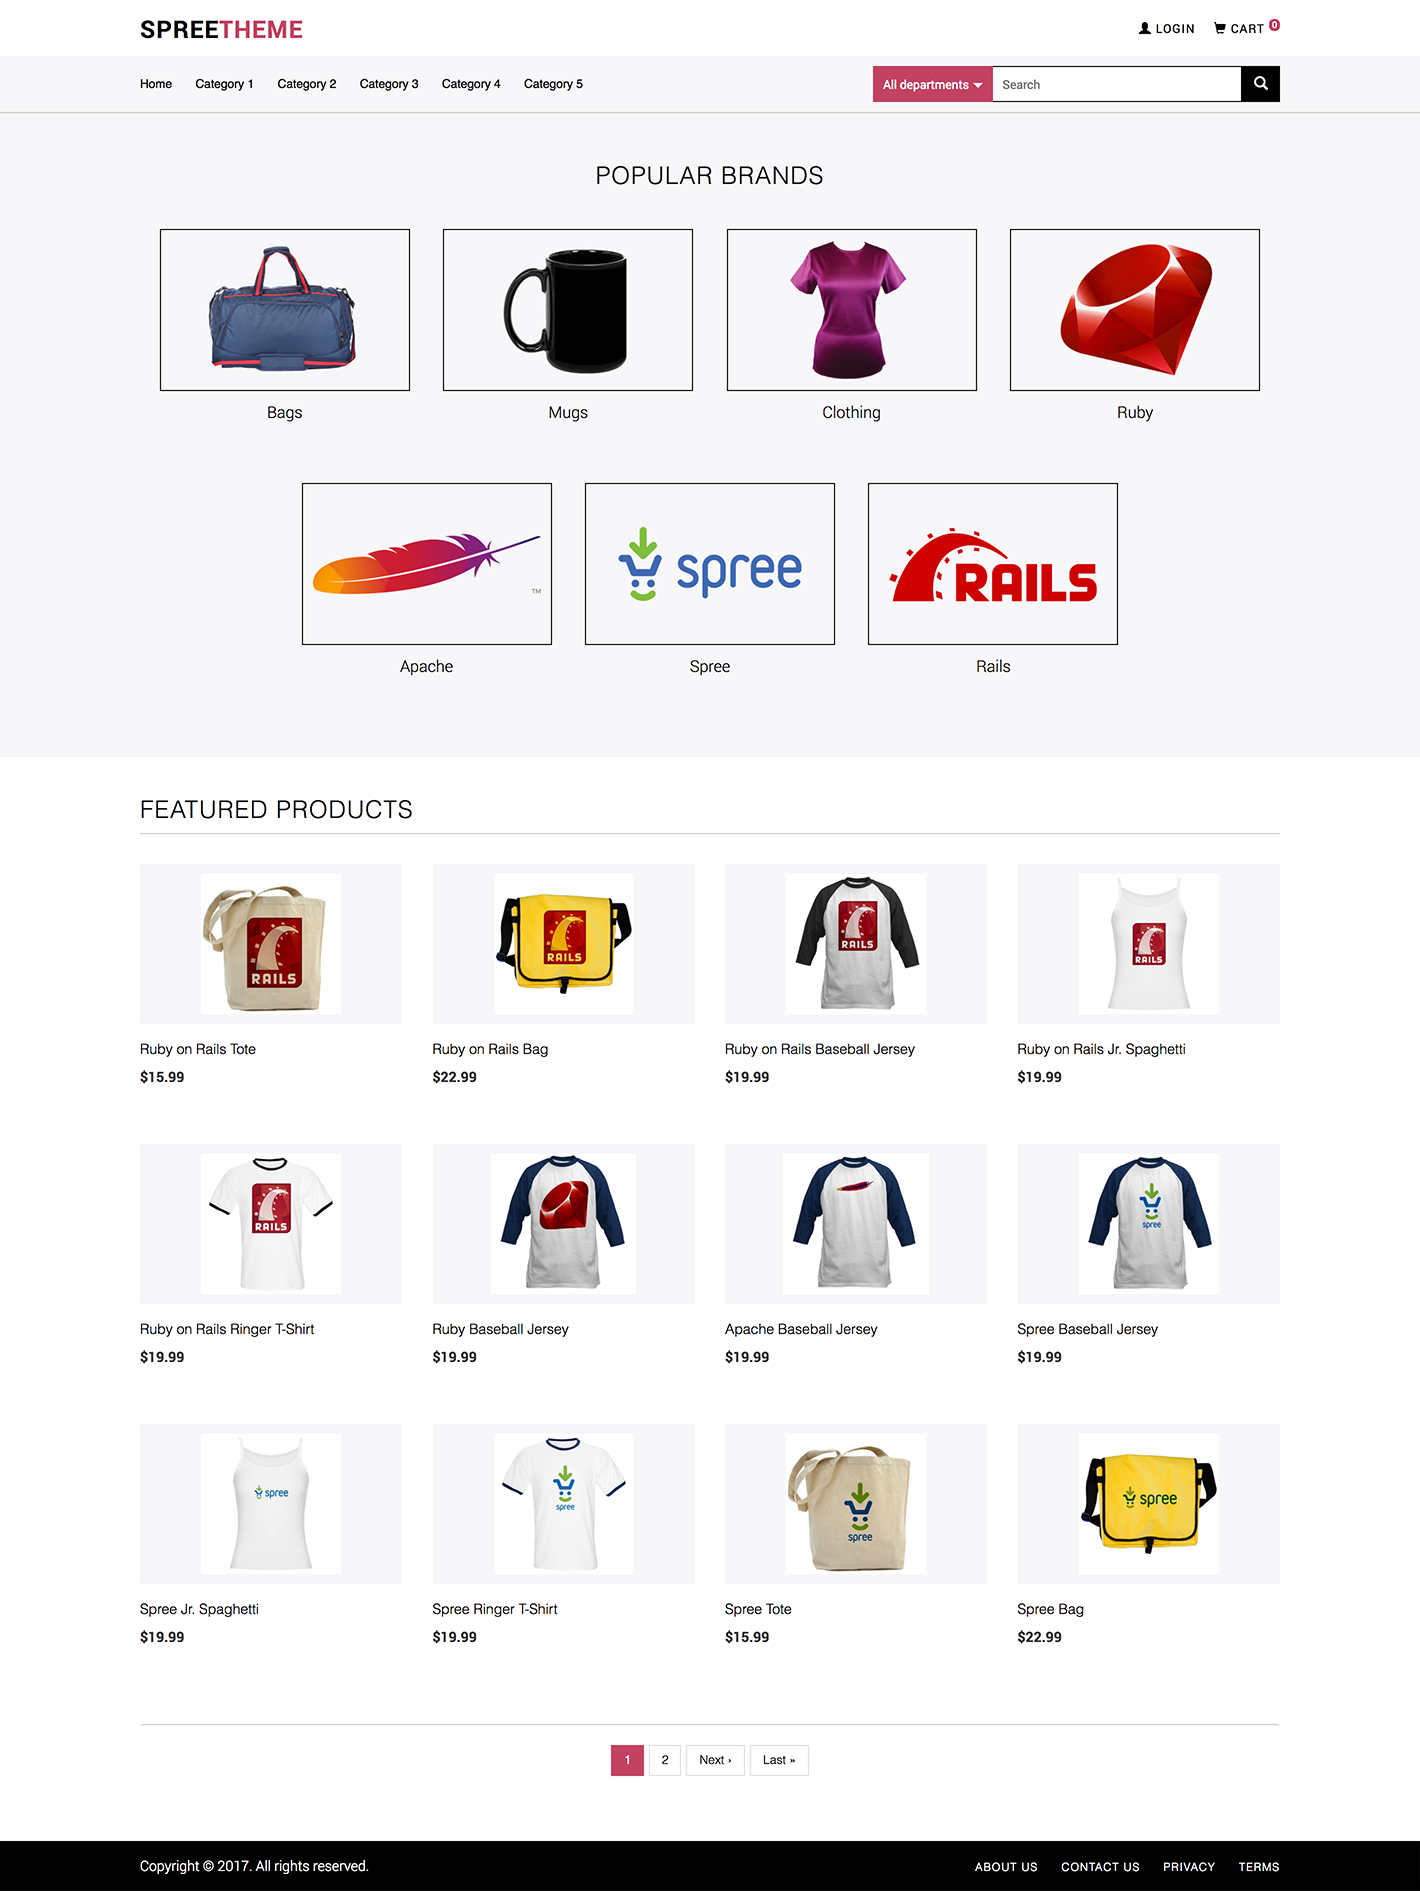 SPREETHEME
LOGIN CART 0
Home Category 1 Category 2 Category 3 Category 4 Category 5
All departments Search
POPULAR BRANDS
Bags Mugs Clothing Ruby
TM
spree
RAILS
Apache Spree Rails
FEATURED PRODUCTS
RAILS RAILS RAILS RAILS
Ruby on Rails Tote Ruby on Rails Bag Ruby on Rails Baseball Jersey Ruby on Rails Jr. Spaghetti
$15.99 $22.99 $19.99 $19.99
RAILS spree
Ruby on Rails Ringer T-Shirt Ruby Baseball Jersey Apache Baseball Jersey Spree Baseball Jersey
$19.99 $19.99 $19.99 $19.99
spree spree spree spree
Spree Jr. Spaghetti Spree Ringer T-Shirt Spree Tote Spree Bag
$19.99 $19.99 $15.99 $22.99
1 2 Next › Last »
Copyright © 2017. All rights reserved. ABOUT US CONTACT US PRIVACY TERMS